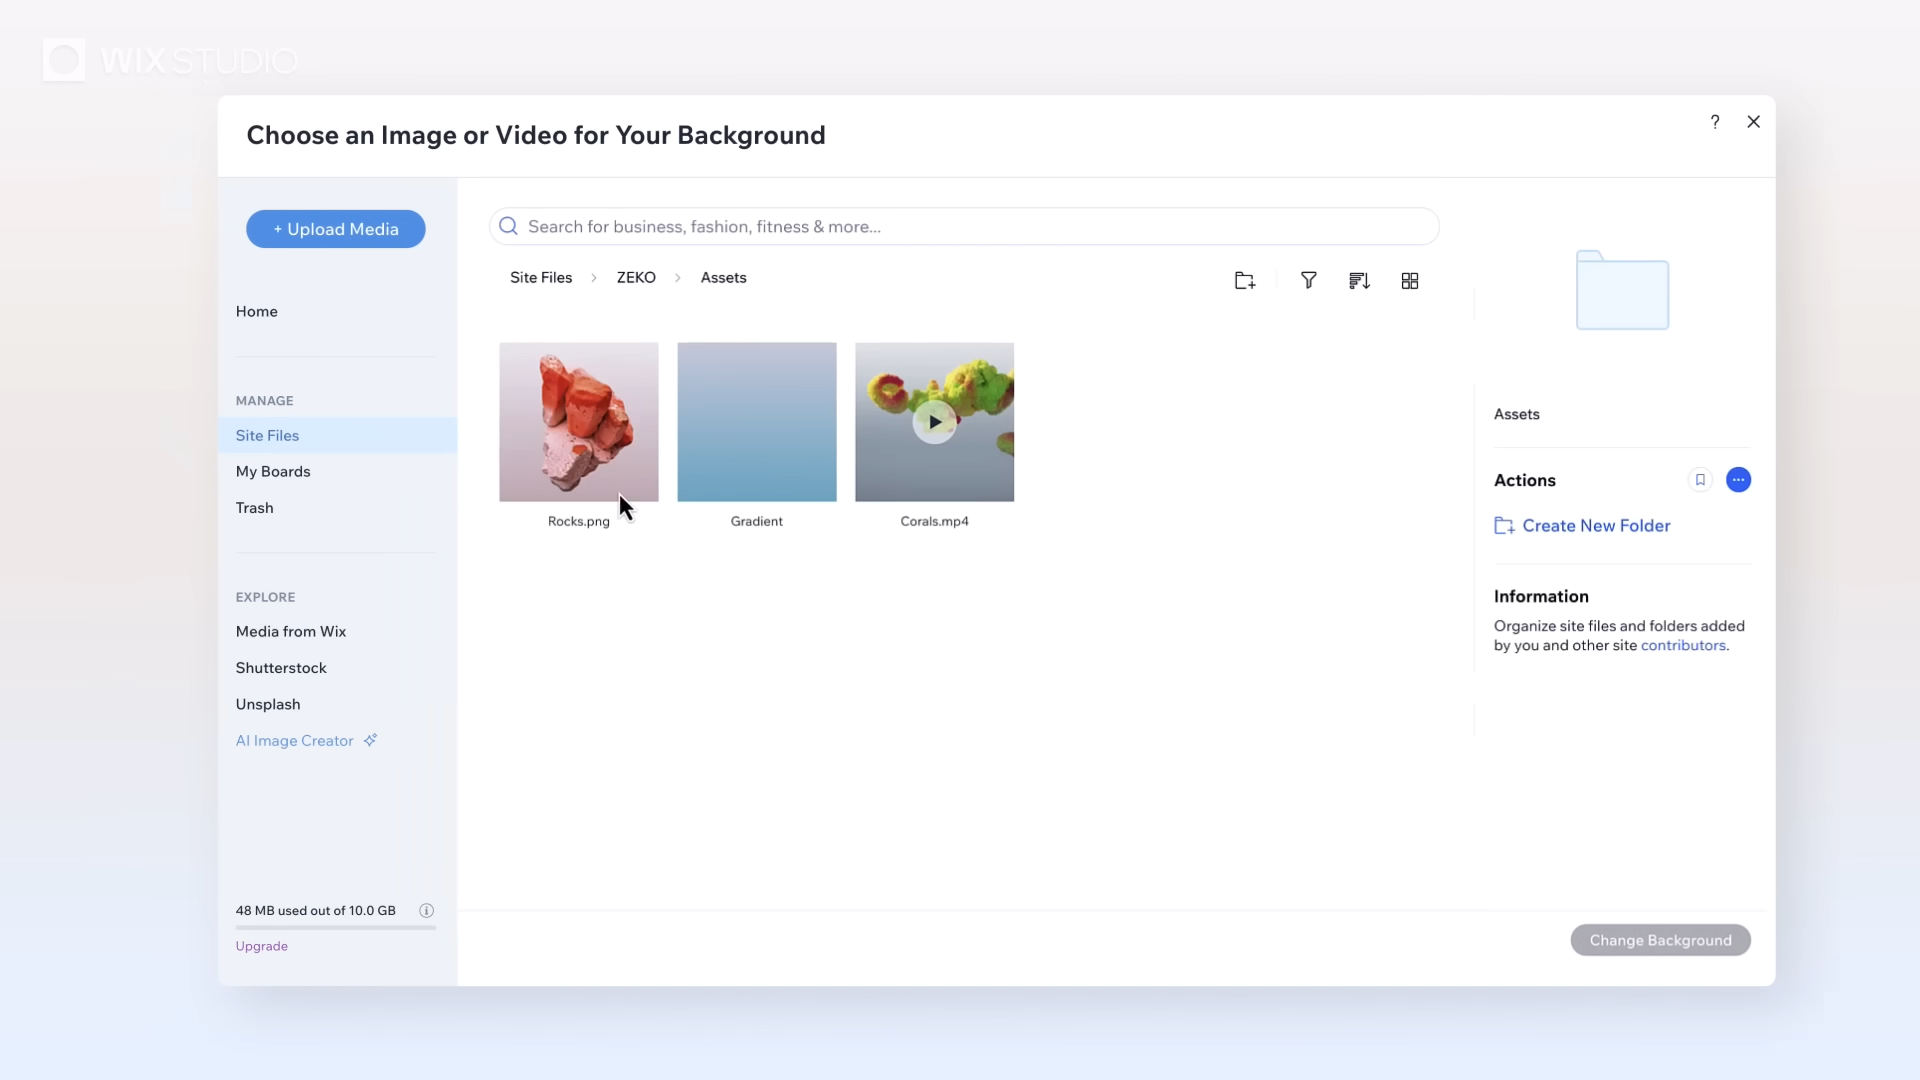 WIX STUDIO
Choose an Image or Video for Your Background
?
+ Upload Media
Search for business, fashion, fitness & more...
Site Files > ZEKO > Assets
Home
MANAGE
Site Files
My Boards
Trash
Rocks.png
Gradient
Corals.mp4
EXPLORE
Media from Wix
Shutterstock
Unsplash
AI Image Creator
48 MB used out of 10.0 GB
Upgrade
Assets
Actions
Create New Folder
Information
Organize site files and folders added
by you and other site contributors.
Change Background